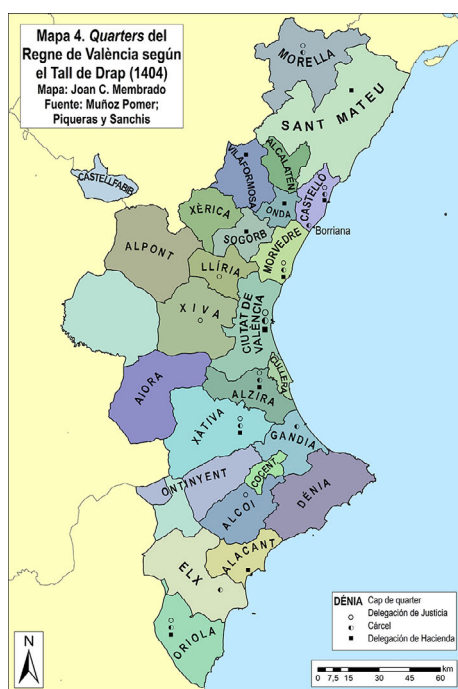 Mapa 4. Quarters del
Regne de València según
el Tall de Drap (1404)
Mapa: Joan C. Membrado
Fuente: Muñoz Pomer;
Piqueras y Sanchis
MORELLA
SANT MATEU
CASTELLFABIB
VILAFORMOSA
ALCALATÉN
CASTELLÓ
XÈRICA
ONDA
Borriana
SOGORB
ALPONT
MORVEDRE
LLÍRIA
XIVA
CIUTAT DE
VALÈNCIA
AIORA
CULLERA
ALZIRA
XÀTIVA
GANDIA
ONTINYENT
COCENT
DÉNIA
ALCOI
ELX
ALACANT
ORIOLA
DÉNIA Cap de quarter
Delegación de Justicia
Cárcel
Delegación de Hacienda
N
km
0 7,5 15 30 45 60